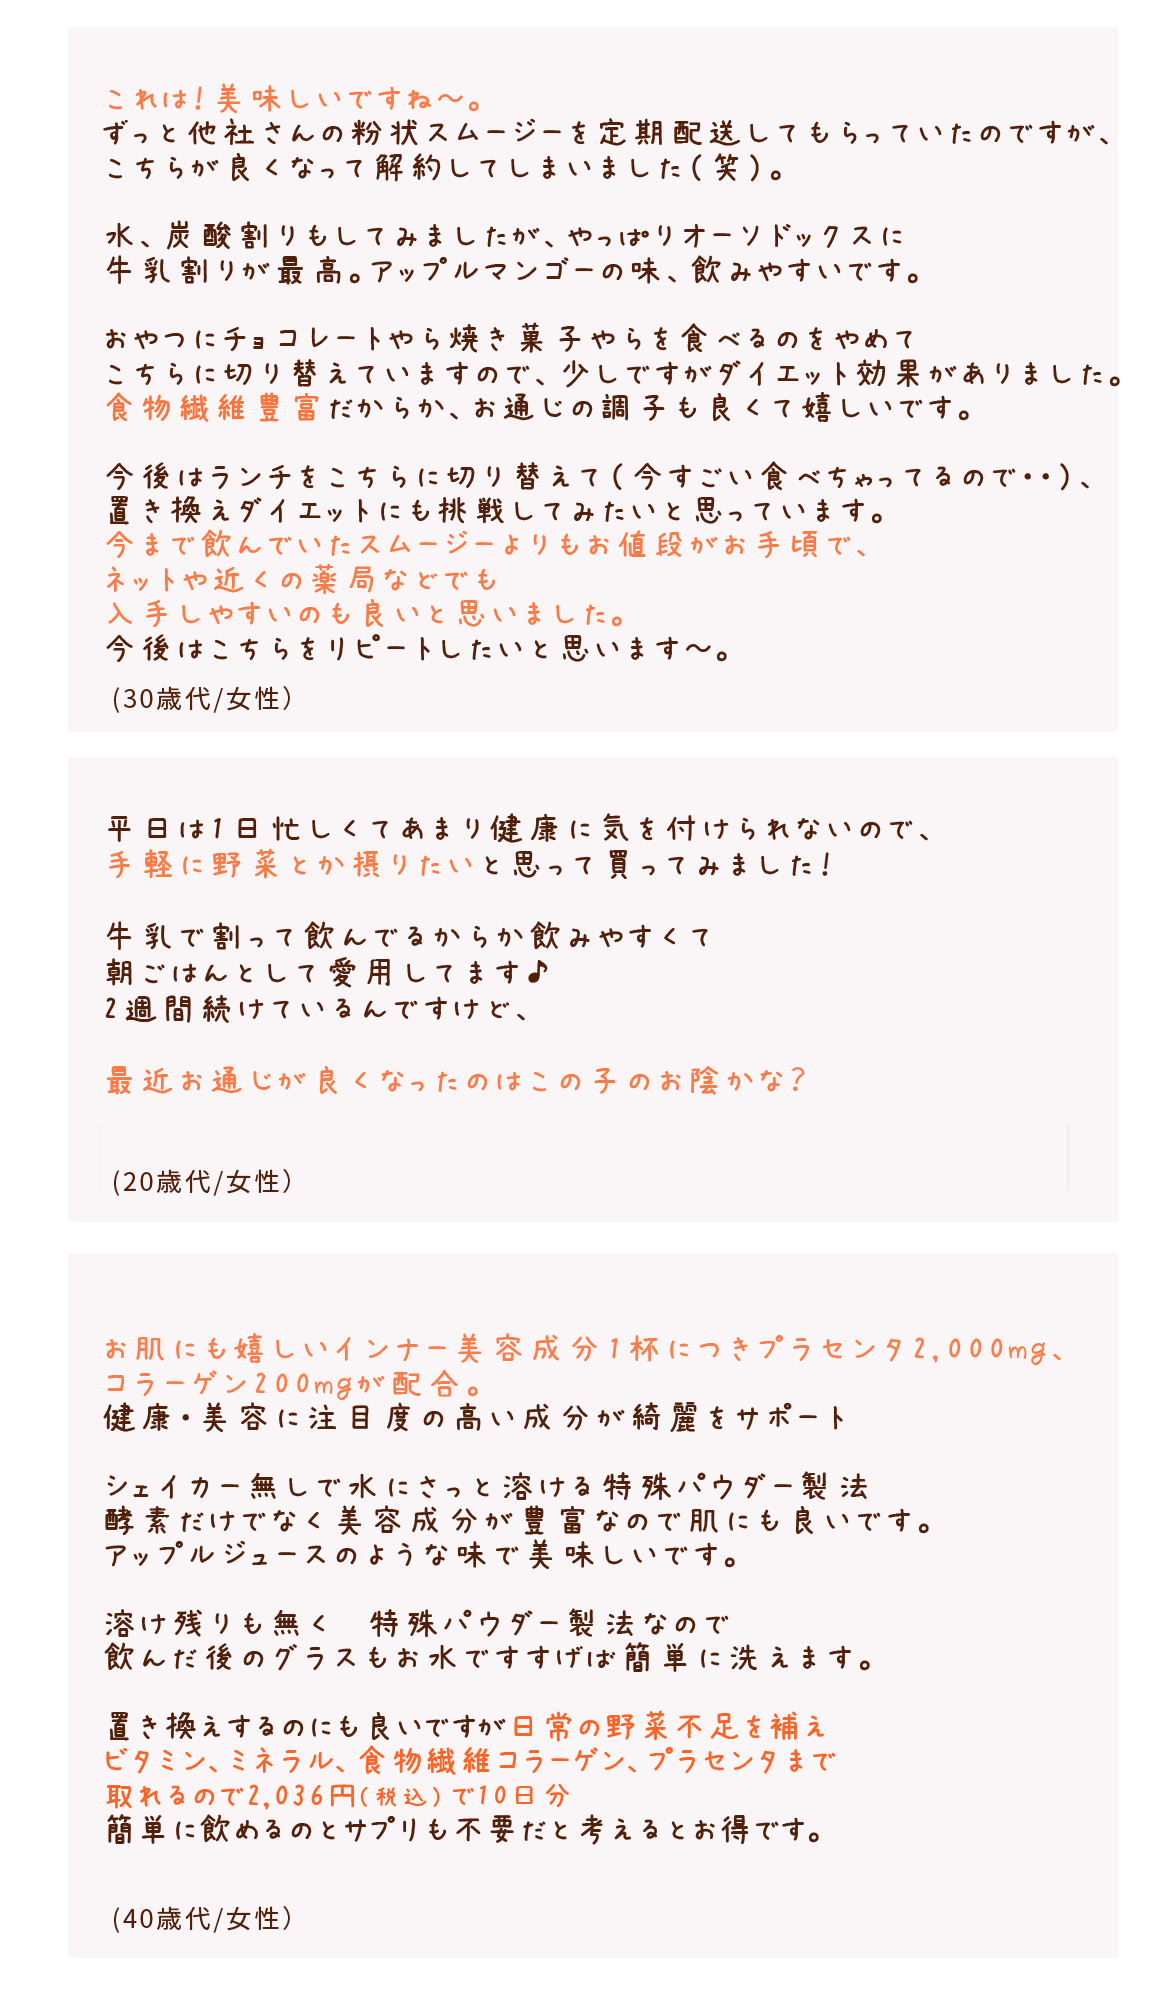 これは！美味しいですね〜。
ずっと他社さんの粉状スムージーを定期配送してもらっていたのですが、
こちらが良くなって解約してしまいました(笑)。
水、炭酸割りもしてみましたが、やっぱりオーソドックスに
牛乳割りが最高。アップルマンゴーの味、飲みやすいです。
おやつにチョコレートやら焼き菓子やらを食べるのをやめて
こちらに切り替えていますので、少しですがダイエット効果がありました。
食物繊維豊富だからか、お通じの調子も良くて嬉しいです。
今後はランチをこちらに切り替えて(今すごい食べちゃってるので・・)、
置き換えダイエットにも挑戦してみたいと思っています。
今まで飲んでいたスムージーよりもお値段がお手頃で、
ネットや近くの薬局などでも
入手しやすいのも良いと思いました。
今後はこちらをリピートしたいと思います〜。
(30歳代/女性)
平日は1日忙しくてあまり健康に気を付けられないので、
手軽に野菜とか摂りたいと思って買ってみました！
牛乳で割って飲んでるからか飲みやすくて
朝ごはんとして愛用してます♪
2週間続けているんですけど、
最近お通じが良くなったのはこの子のお陰かな？
(20歳代/女性)
お肌にも嬉しいインナー美容成分1杯につきプラセンタ2,000mg、
コラーゲン200mgが配合。
健康・美容に注目度の高い成分が綺麗をサポート
シェイカー無しで水にさっと溶ける特殊パウダー製法
酵素だけでなく美容成分が豊富なので肌にも良いです。
アップルジュースのような味で美味しいです。
溶け残りも無く　特殊パウダー製法なので
飲んだ後のグラスもお水ですすげば簡単に洗えます。
置き換えするのにも良いですが日常の野菜不足を補え
ビタミン、ミネラル、食物繊維コラーゲン、プラセンタまで
取れるので2,036円(税込)で10日分
簡単に飲めるのとサプリも不要だと考えるとお得です。
(40歳代/女性)